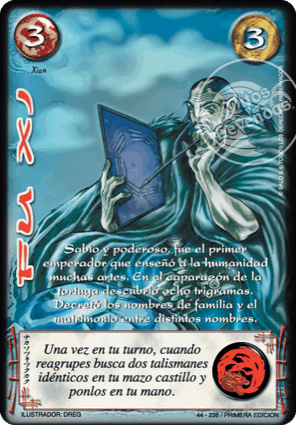 3
3
Xian
FU XI
Sabio y poderoso, fue el primer
emperador que enseñó a la humanidad
muchas artes. En el caparazón de la
tortuga descubrió ocho trigramas.
Decretó los nombres de familia y el
matrimonio entre distintos nombres.
Una vez en tu turno, cuando
reagrupes busca dos talismanes
idénticos en tu mazo castillo y
ponlos en tu mano.
ILUSTRADOR: DREG
44 - 236 / PRIMERA EDICION